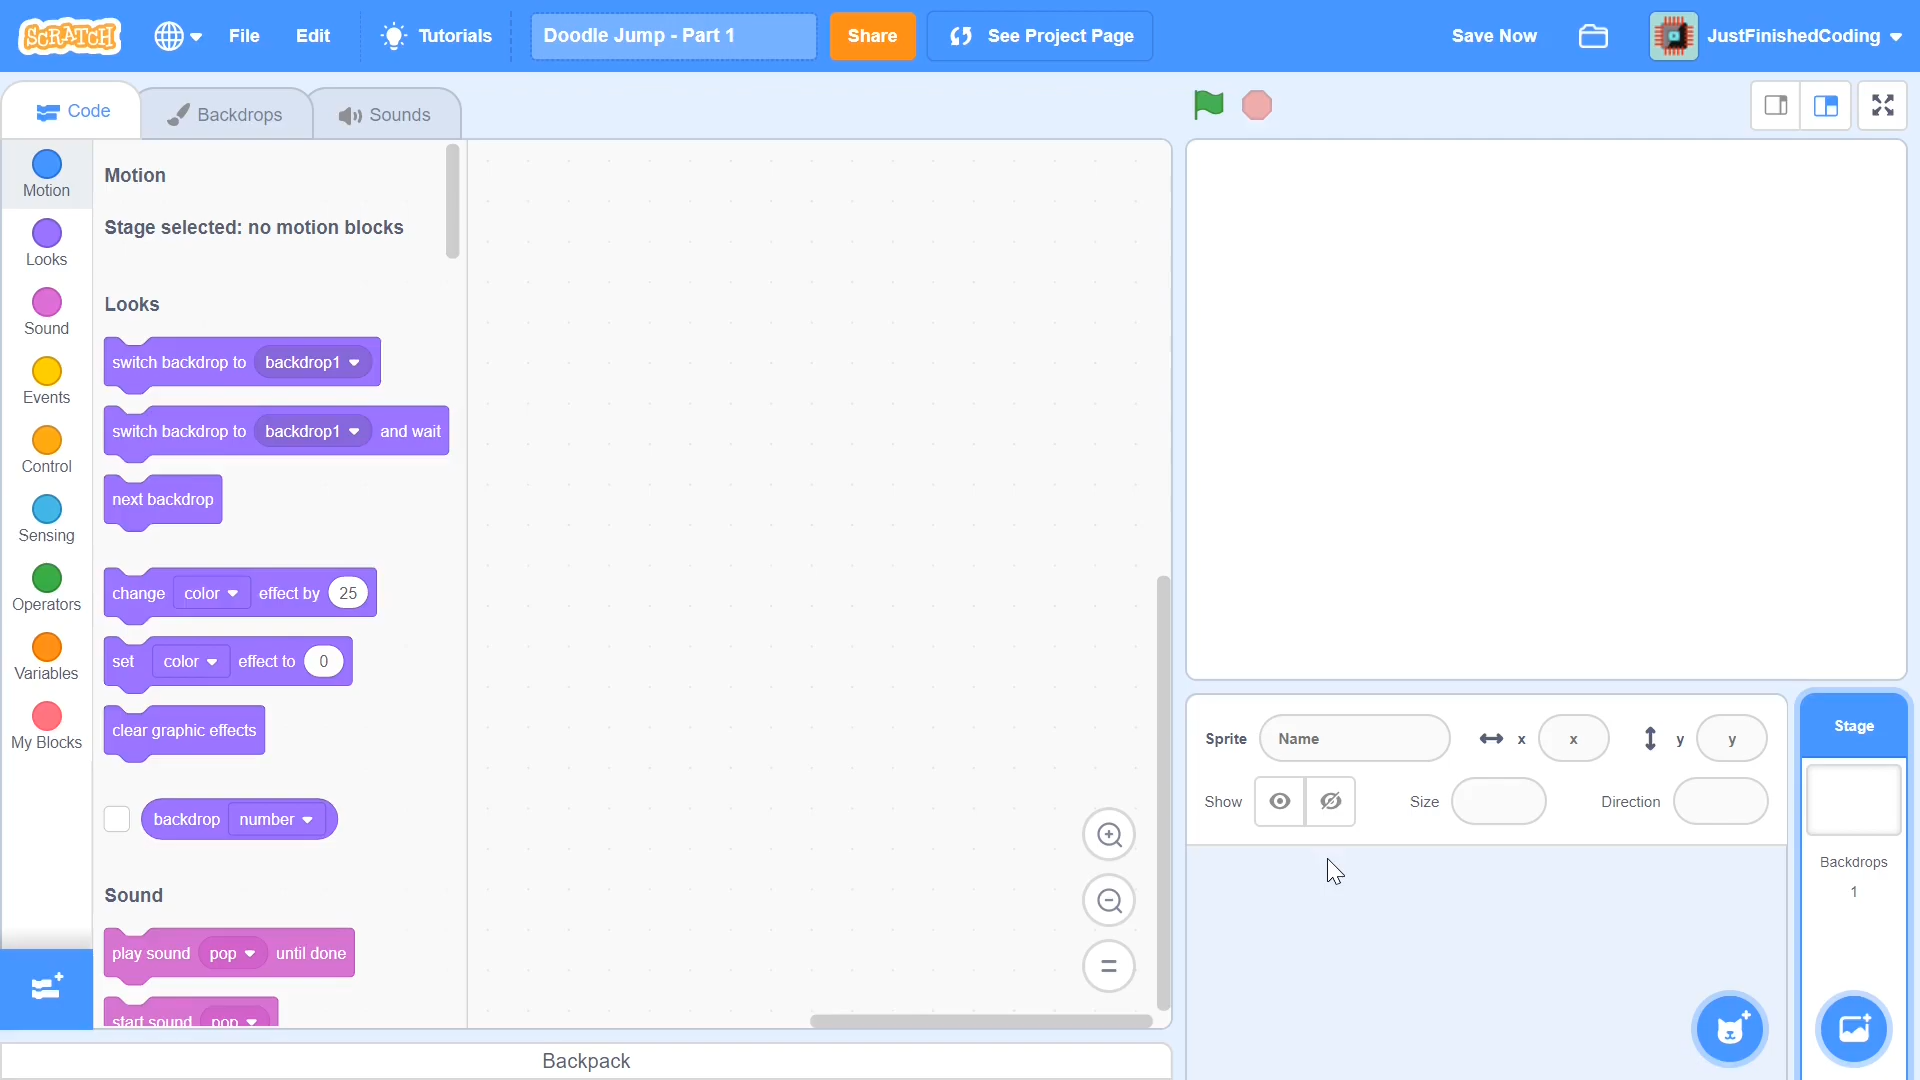 SCRATCH
File
Edit
Tutorials
Doodle Jump - Part 1
Share
See Project Page
Save Now
JustFinishedCoding
Code
Backdrops
Sounds
Motion
Looks
Sound
Events
Control
Sensing
Operators
Variables
My Blocks
Motion
Stage selected: no motion blocks
Looks
switch backdrop to backdrop1
switch backdrop to backdrop1 and wait
next backdrop
change color effect by 25
set color effect to 0
clear graphic effects
backdrop number
Sound
play sound pop until done
start sound pop
Backpack
Sprite Name x x y y
Show Size Direction
Stage
Backdrops
1